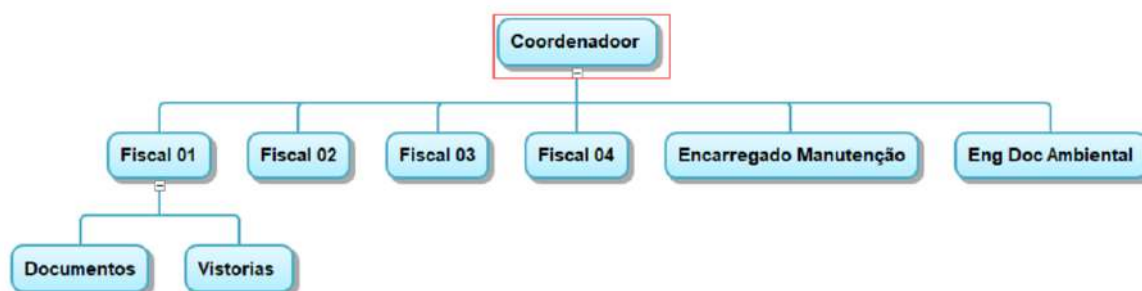 Coordenadoor
Fiscal 01
Fiscal 02
Fiscal 03
Fiscal 04
Encarregado Manutenção
Eng Doc Ambiental
Documentos
Vistorias